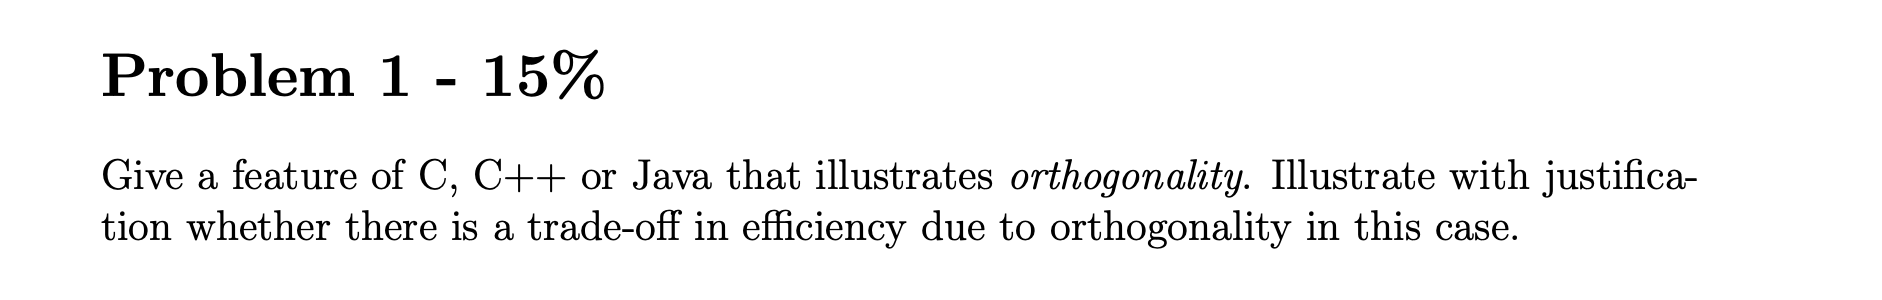 Problem 1 - 15%
Give a feature of C, C++ or Java that illustrates orthogonality. Illustrate with justifica-
tion whether there is a trade-off in efficiency due to orthogonality in this case.